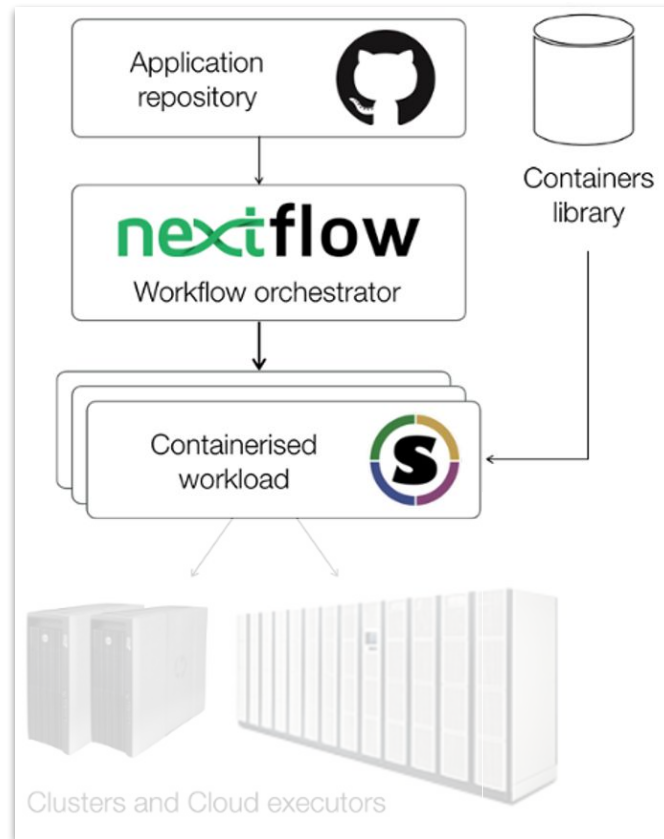 Application
repository
Containers
library
nextflow
Workflow orchestrator
Containerised
workload
S
Clusters and Cloud executors